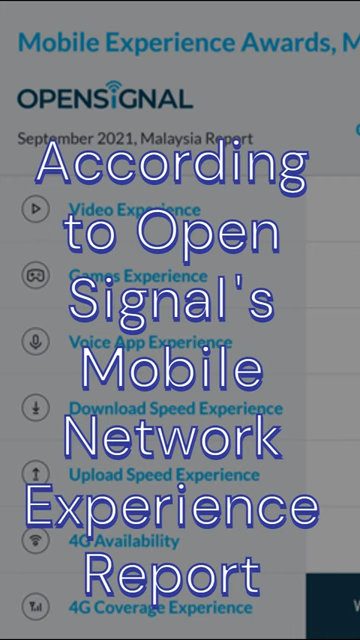 Mobile Experience Awards, M
OPENSIGNAL
September 2021, Malaysia Report
According
to Open
Signal's
Mobile
Network
Experience
Report
Video Experience
Games Experience
Voice App Experience
Download Speed Experience
Upload Speed Experience
4G Availability
4G Coverage Experience